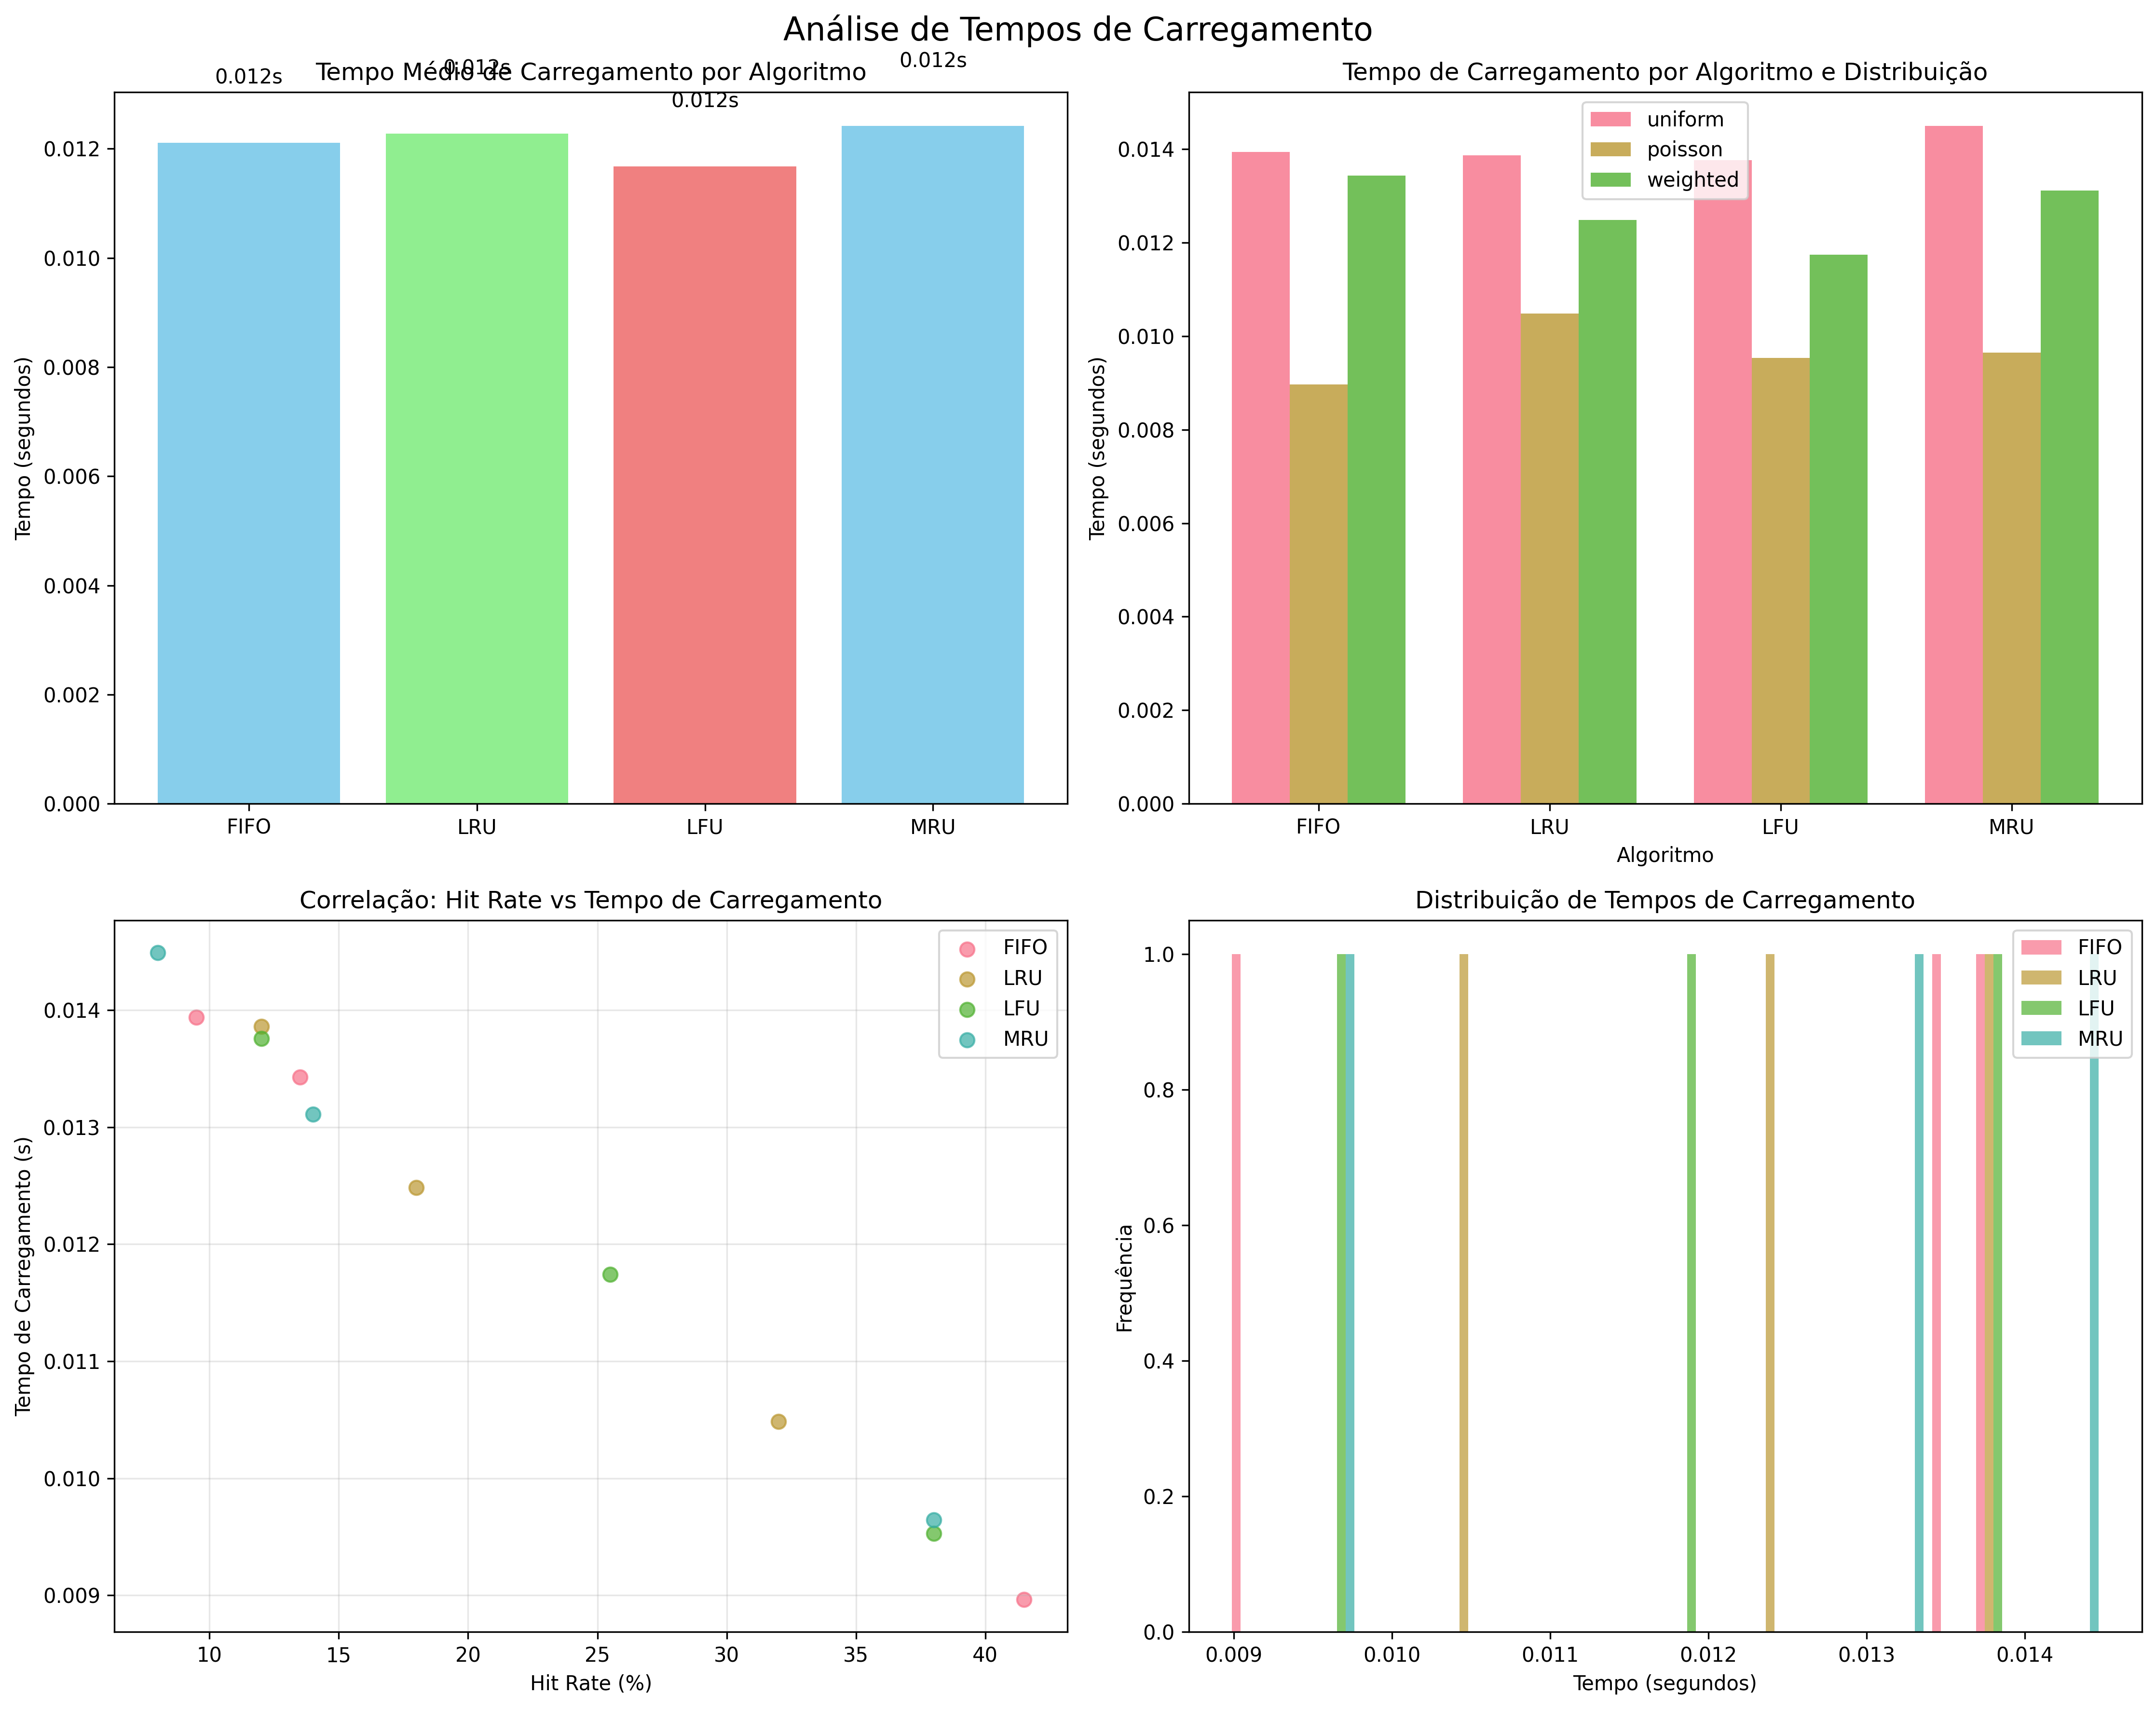 Análise de Tempos de Carregamento
Tempo Médio de Carregamento por Algoritmo
0.012s
0.012s
0.012s
0.012s
Tempo (segundos)
0.012
0.010
0.008
0.006
0.004
0.002
0.000
FIFO
LRU
LFU
MRU
Tempo de Carregamento por Algoritmo e Distribuição
uniform
poisson
weighted
Tempo (segundos)
0.014
0.012
0.010
0.008
0.006
0.004
0.002
0.000
FIFO
LRU
LFU
MRU
Algoritmo
Correlação: Hit Rate vs Tempo de Carregamento
FIFO
LRU
LFU
MRU
Tempo de Carregamento (s)
0.014
0.013
0.012
0.011
0.010
0.009
10
15
20
25
30
35
40
Hit Rate (%)
Distribuição de Tempos de Carregamento
FIFO
LRU
LFU
MRU
Frequência
1.0
0.8
0.6
0.4
0.2
0.0
0.009
0.010
0.011
0.012
0.013
0.014
Tempo (segundos)